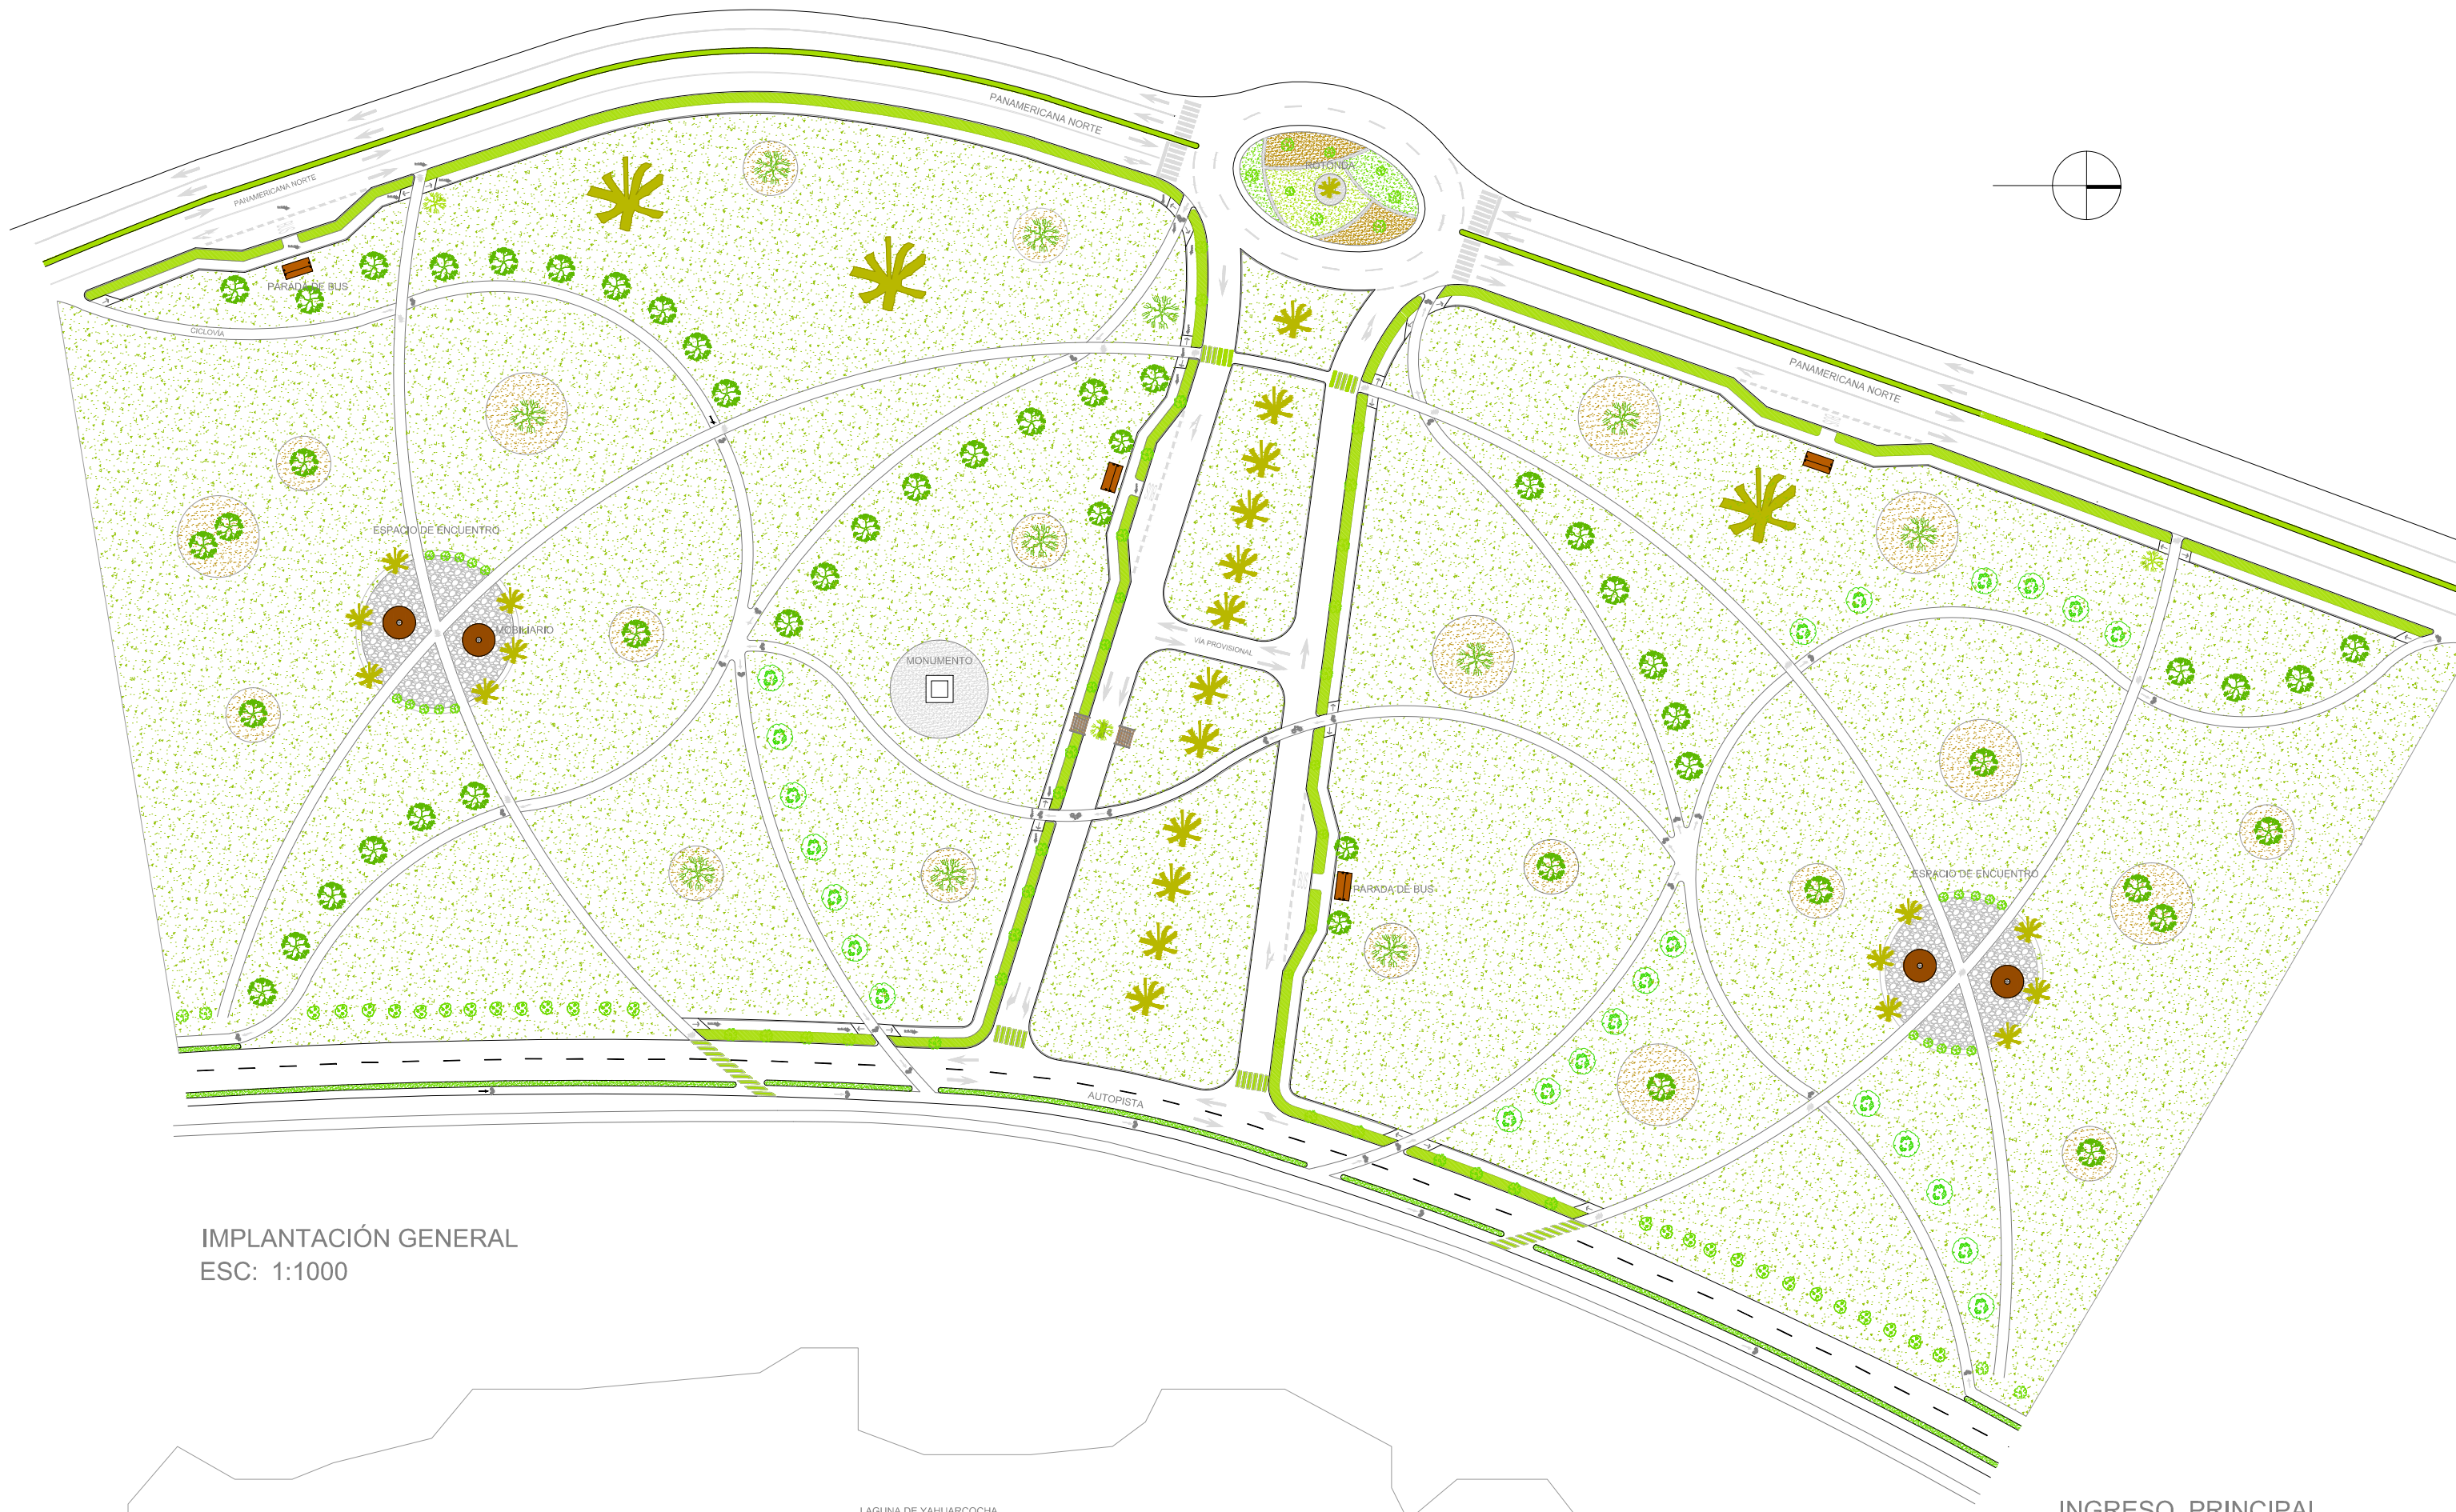 PANAMERICANA NORTE
ROTONDA
PANAMERICANA NORTE
PARADA DE BUS
CICLOVÍA
PANAMERICANA NORTE
ESPACIO DE ENCUENTRO
MOBILIARIO
MONUMENTO
VÍA PROVISIONAL
PARADA DE BUS
ESPACIO DE ENCUENTRO
AUTOPISTA
IMPLANTACIÓN GENERAL
ESC: 1:1000
LAGUNA DE YAHUARCOCHA
INGRESO PRINCIPAL